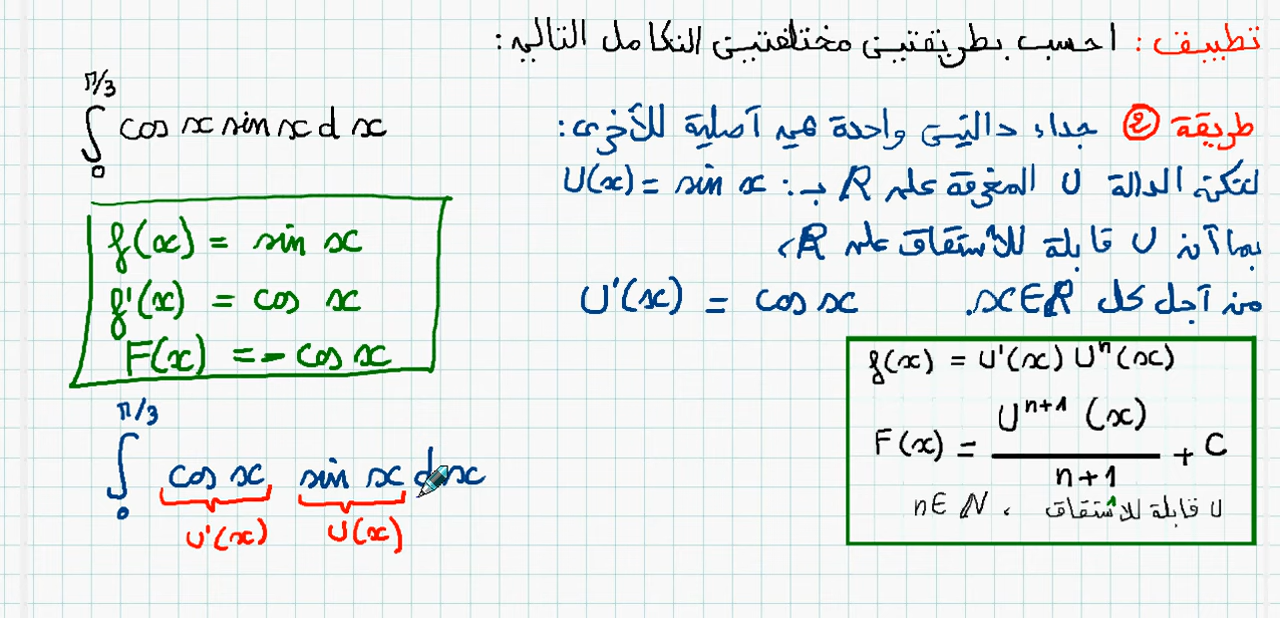 تطبيق: احسب بطريقتين مختلفتين التكامل التالي:
∫₀^(π/3) cos x sin x d x
طريقة ② جداء دالتين واحدة هي أصلية للأخرى:
لتكن الدالة U المعرفة على ℝ بـ: U(x) = sin x
بما أن U قابلة للاشتقاق على ℝ،
من أجل كل x∈ℝ. U'(x) = cos x
f(x) = sin x
f'(x) = cos x
F(x) = - cos x
f(x) = U'(x) Uⁿ(x)
F(x) = Uⁿ⁺¹(x) / n+1 + C
U قابلة للاشتقاق، n∈ℕ
∫₀^(π/3) cos x sin x dx
U'(x) U(x)